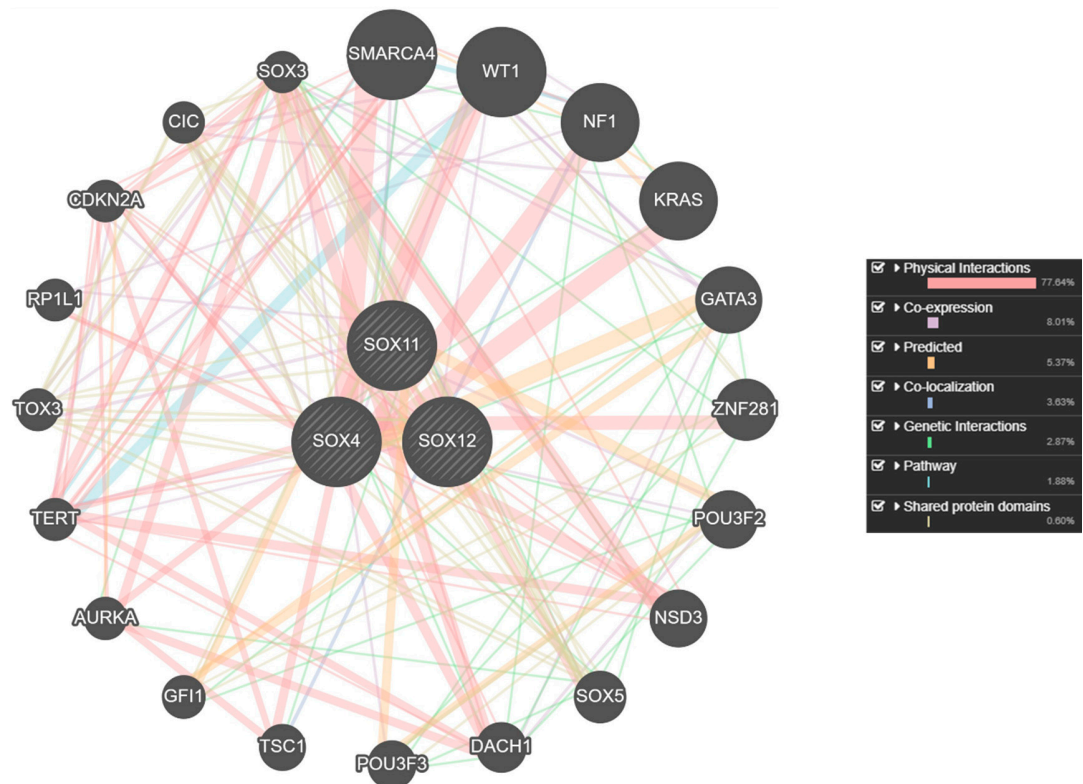 SMARCA4
WT1
SOX3
NF1
CIC
KRAS
CDKN2A
RP1L1
GATA3
SOX11
TOX3
ZNF281
SOX4
SOX12
TERT
POU3F2
AURKA
NSD3
GFI1
SOX5
TSC1
DACH1
POU3F3
Physical Interactions
77.64%
Co-expression
8.01%
Predicted
5.37%
Co-localization
3.63%
Genetic Interactions
2.87%
Pathway
1.88%
Shared protein domains
0.60%